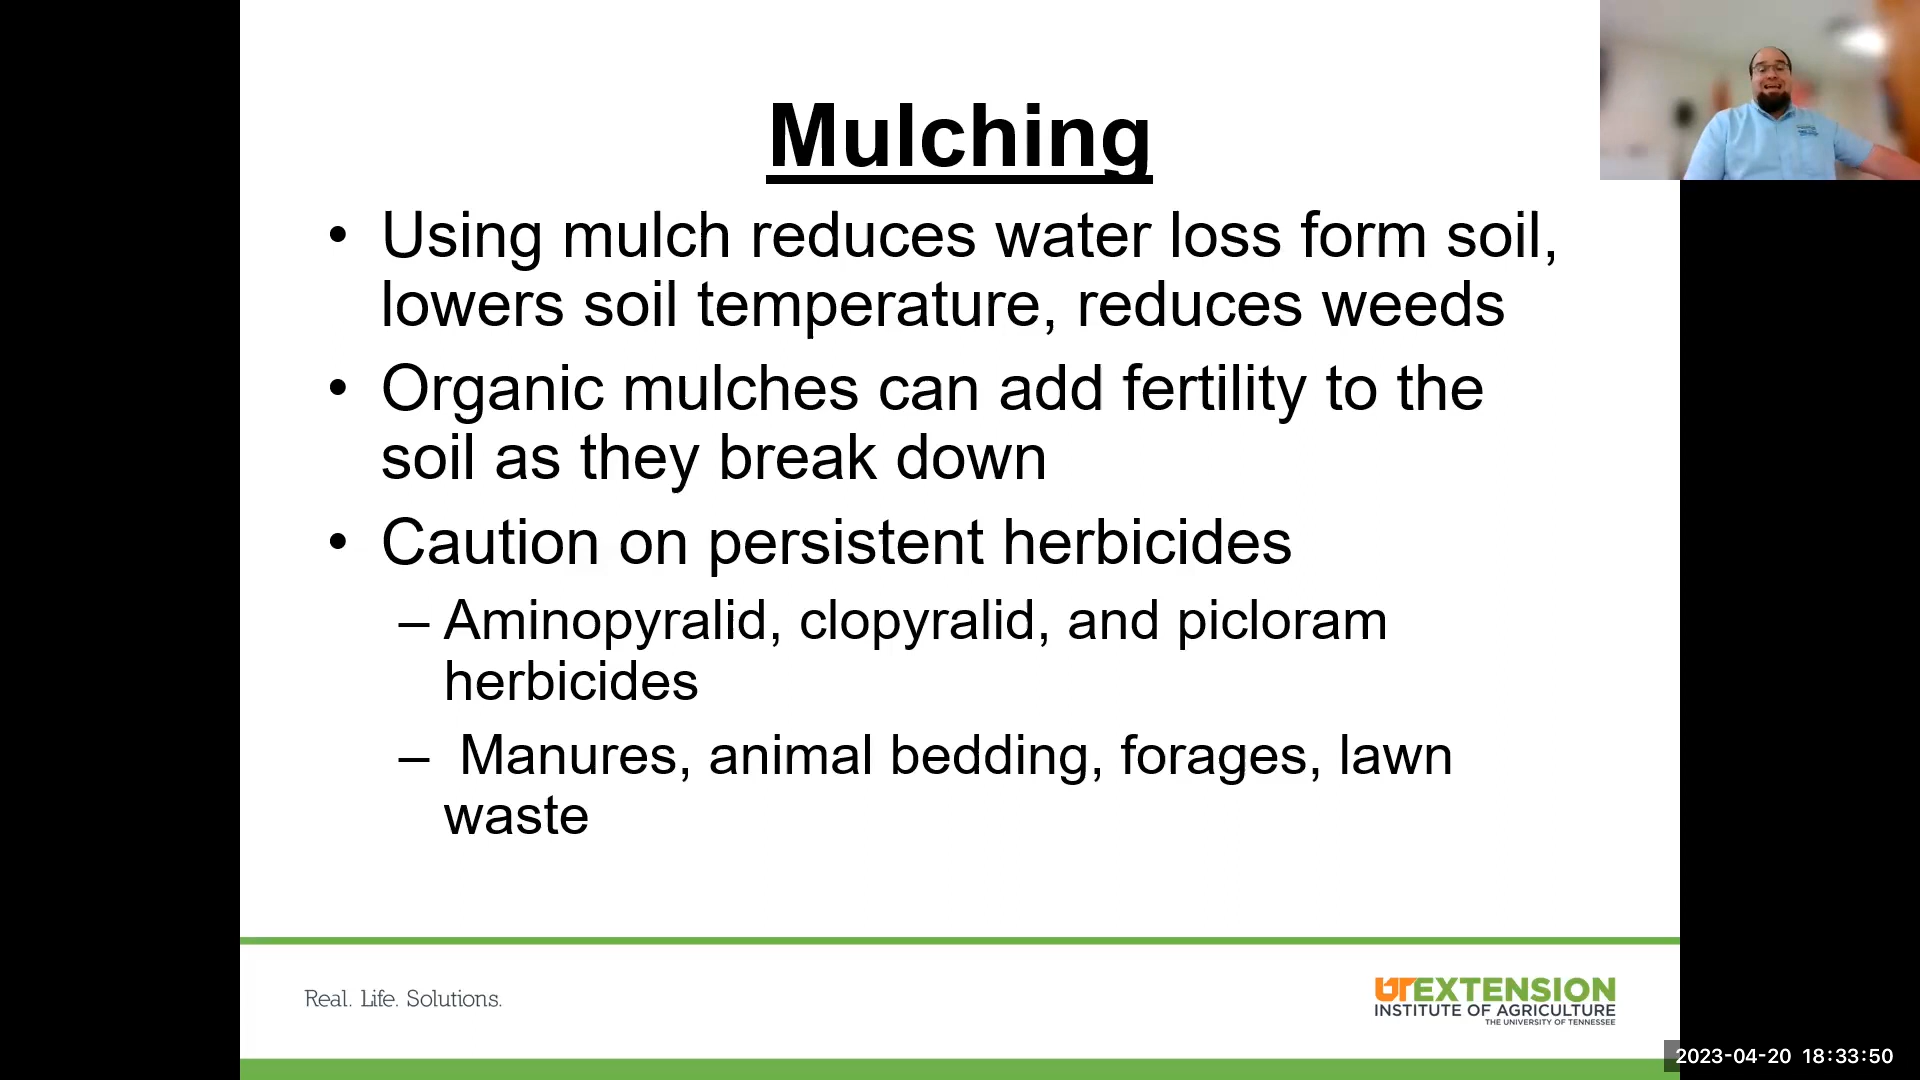 Mulching
• Using mulch reduces water loss form soil,
lowers soil temperature, reduces weeds
• Organic mulches can add fertility to the
soil as they break down
• Caution on persistent herbicides
– Aminopyralid, clopyralid, and picloram
herbicides
– Manures, animal bedding, forages, lawn
waste
Real. Life. Solutions.
UTEXTENSION
INSTITUTE OF AGRICULTURE
THE UNIVERSITY OF TENNESSEE
2023-04-20 18:33:50